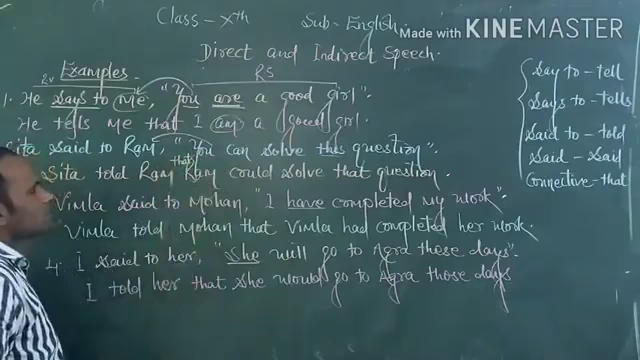 Class - Xth Sub - English.
Made with KINEMASTER
Direct and Indirect Speech.
RV Examples RS
1. He says to me, "You are a good girl".
He tells me that I am a good girl.
Sita said to Ram, "You can solve this question".
that
Sita told Ram Ram could solve that question.
Vimla said to Mohan, "I have completed my work".
Vimla told Mohan that Vimla had completed her work.
4. I said to her, "She will go to Agra these days".
I told her that she would go to Agra those days
Say to - tell
Says to - tells
Said to - told
Said - said
Connective - that